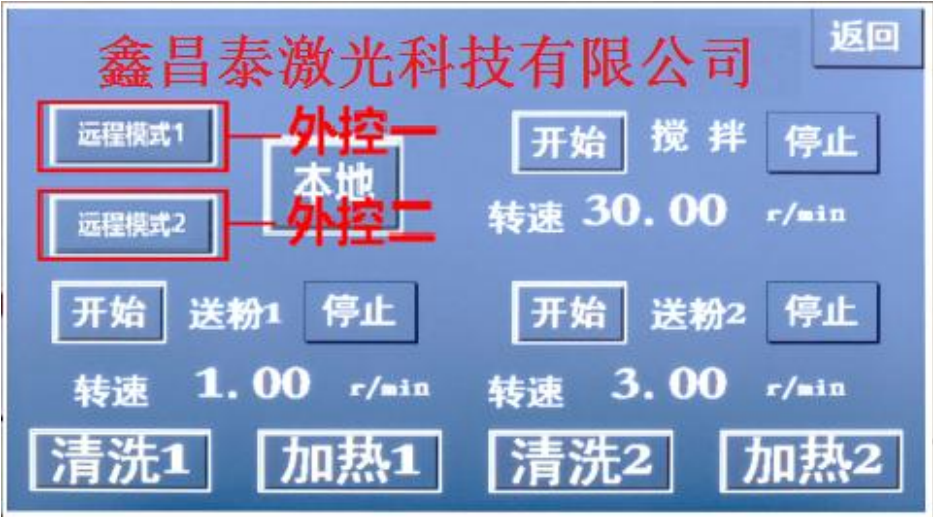 返回
鑫昌泰激光科技有限公司
远程模式1 外控一
本地
远程模式2 外控二
开始 搅拌 停止
转速 30.00 r/min
开始 送粉1 停止
开始 送粉2 停止
转速 1.00 r/min
转速 3.00 r/min
清洗1 加热1 清洗2 加热2